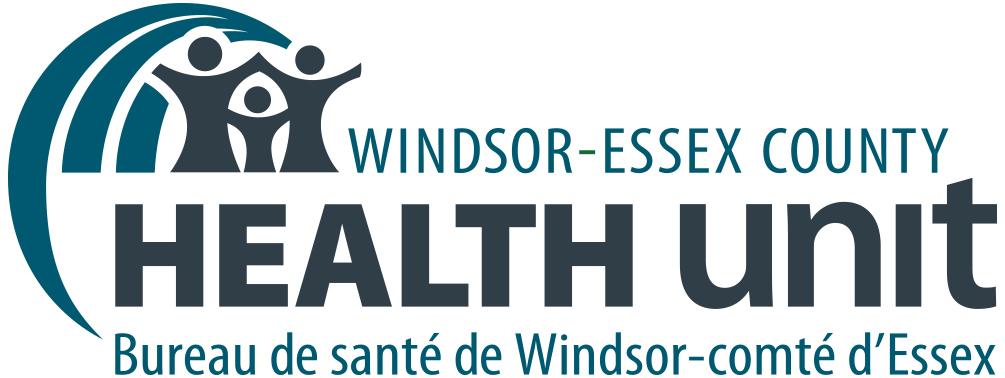 WINDSOR-ESSEX COUNTY
HEALTH unit
Bureau de santé de Windsor-comté d'Essex